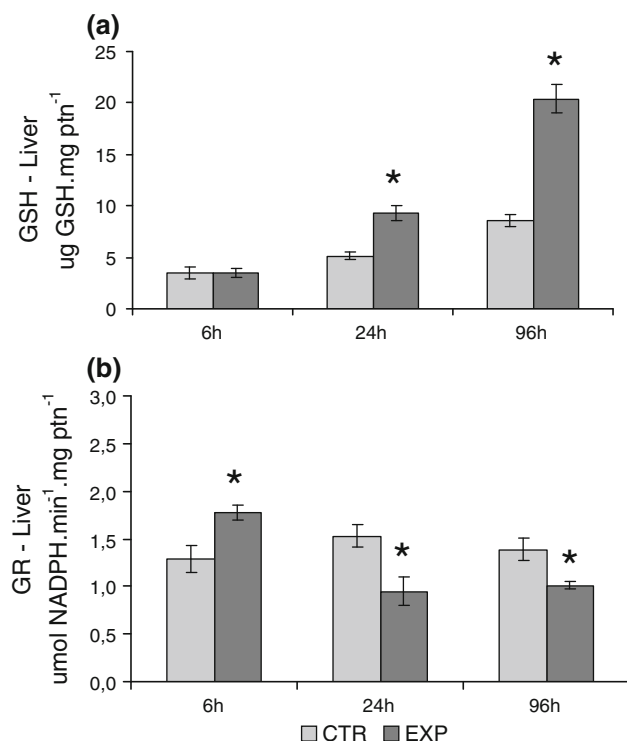 (a)
GSH - Liver
ug GSH.mg ptn⁻¹
25
20
15
10
5
0
*
*
6h 24h 96h
(b)
GR - Liver
umol NADPH.min⁻¹.mg ptn⁻¹
3,0
2,5
2,0
1,5
1,0
0,5
0,0
*
*
*
6h 24h 96h
CTR EXP